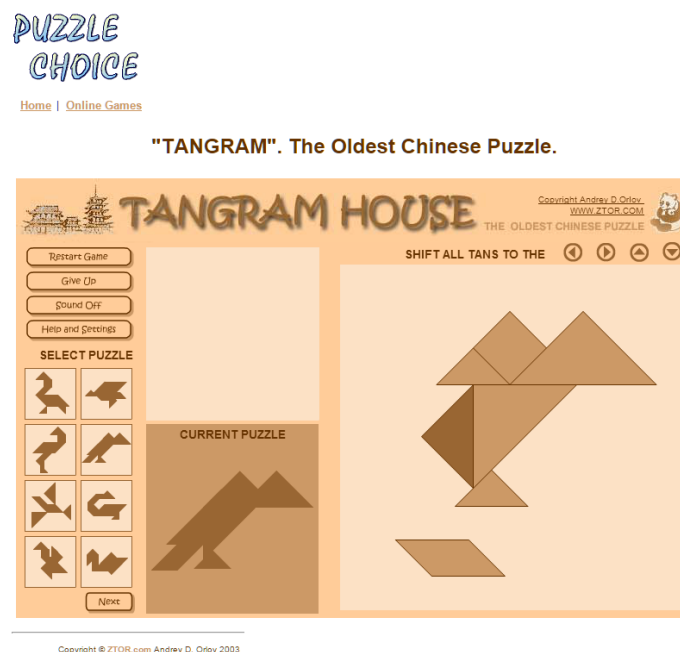 PUZZLE
CHOICE
Home | Online Games
"TANGRAM". The Oldest Chinese Puzzle.
TANGRAM HOUSE
Copyright Andrey D.Orlov
WWW.ZTOR.COM
THE OLDEST CHINESE PUZZLE
Restart Game
Give Up
Sound Off
Help and Settings
SHIFT ALL TANS TO THE
SELECT PUZZLE
CURRENT PUZZLE
Next
Copyright © ZTOR.com Andrey D. Orlov 2003